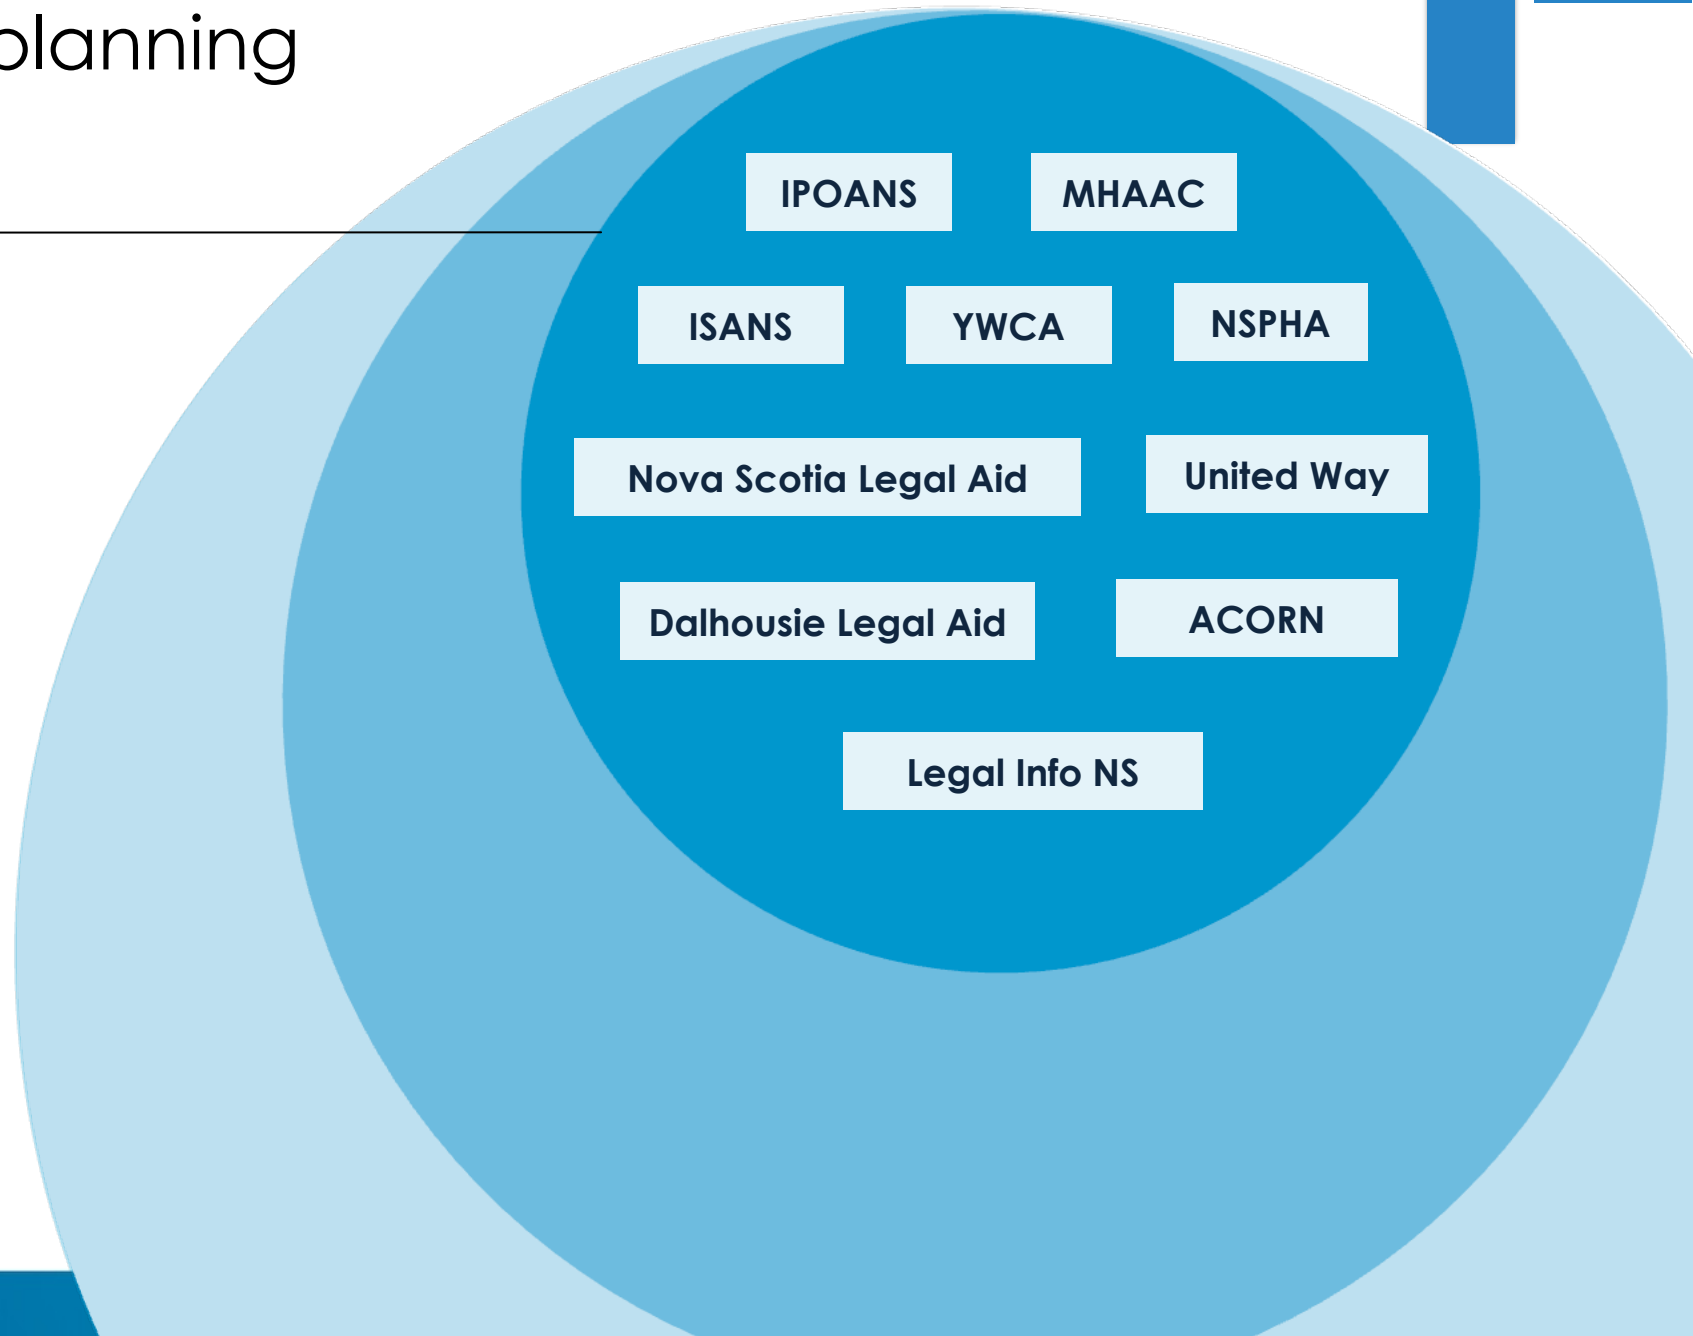 planning
IPOANS MHAAC
ISANS YWCA NSPHA
Nova Scotia Legal Aid United Way
Dalhousie Legal Aid ACORN
Legal Info NS